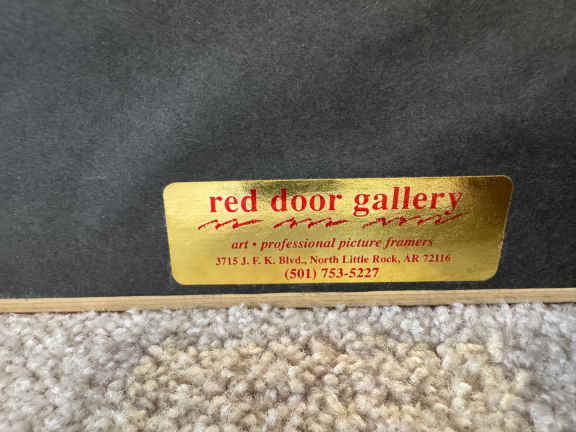 red door gallery
art • professional picture framers
3715 J. F. K. Blvd., North Little Rock, AR 72116
(501) 753-5227